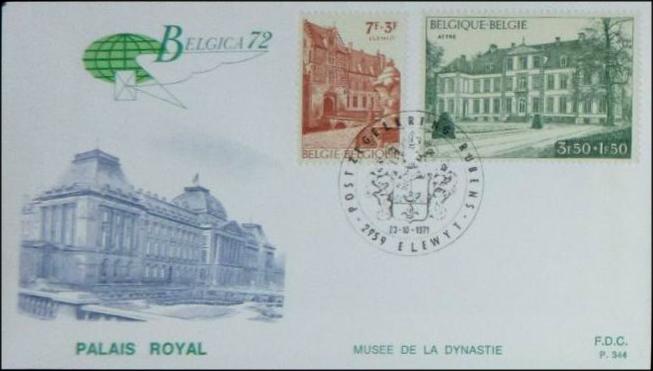 BELGICA 72
7F+3F
ELEWIJT
BELGIE BELGIQUE
BELGIQUE-BELGIE
ATTRE
3F50+1F50
POSTZEGELKRING RUBENS
23-10-1971
2959 ELEWYT
PALAIS ROYAL
MUSEE DE LA DYNASTIE
F.D.C.
P. 344